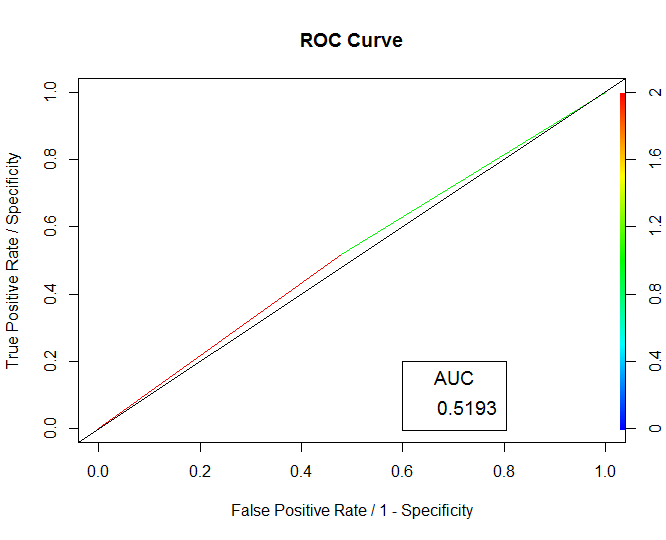 ROC Curve
True Positive Rate / Specificity
1.0
0.8
0.6
0.4
0.2
0.0
AUC
0.5193
2
1.6
1.2
0.8
0.4
0
0.0 0.2 0.4 0.6 0.8 1.0
False Positive Rate / 1 - Specificity